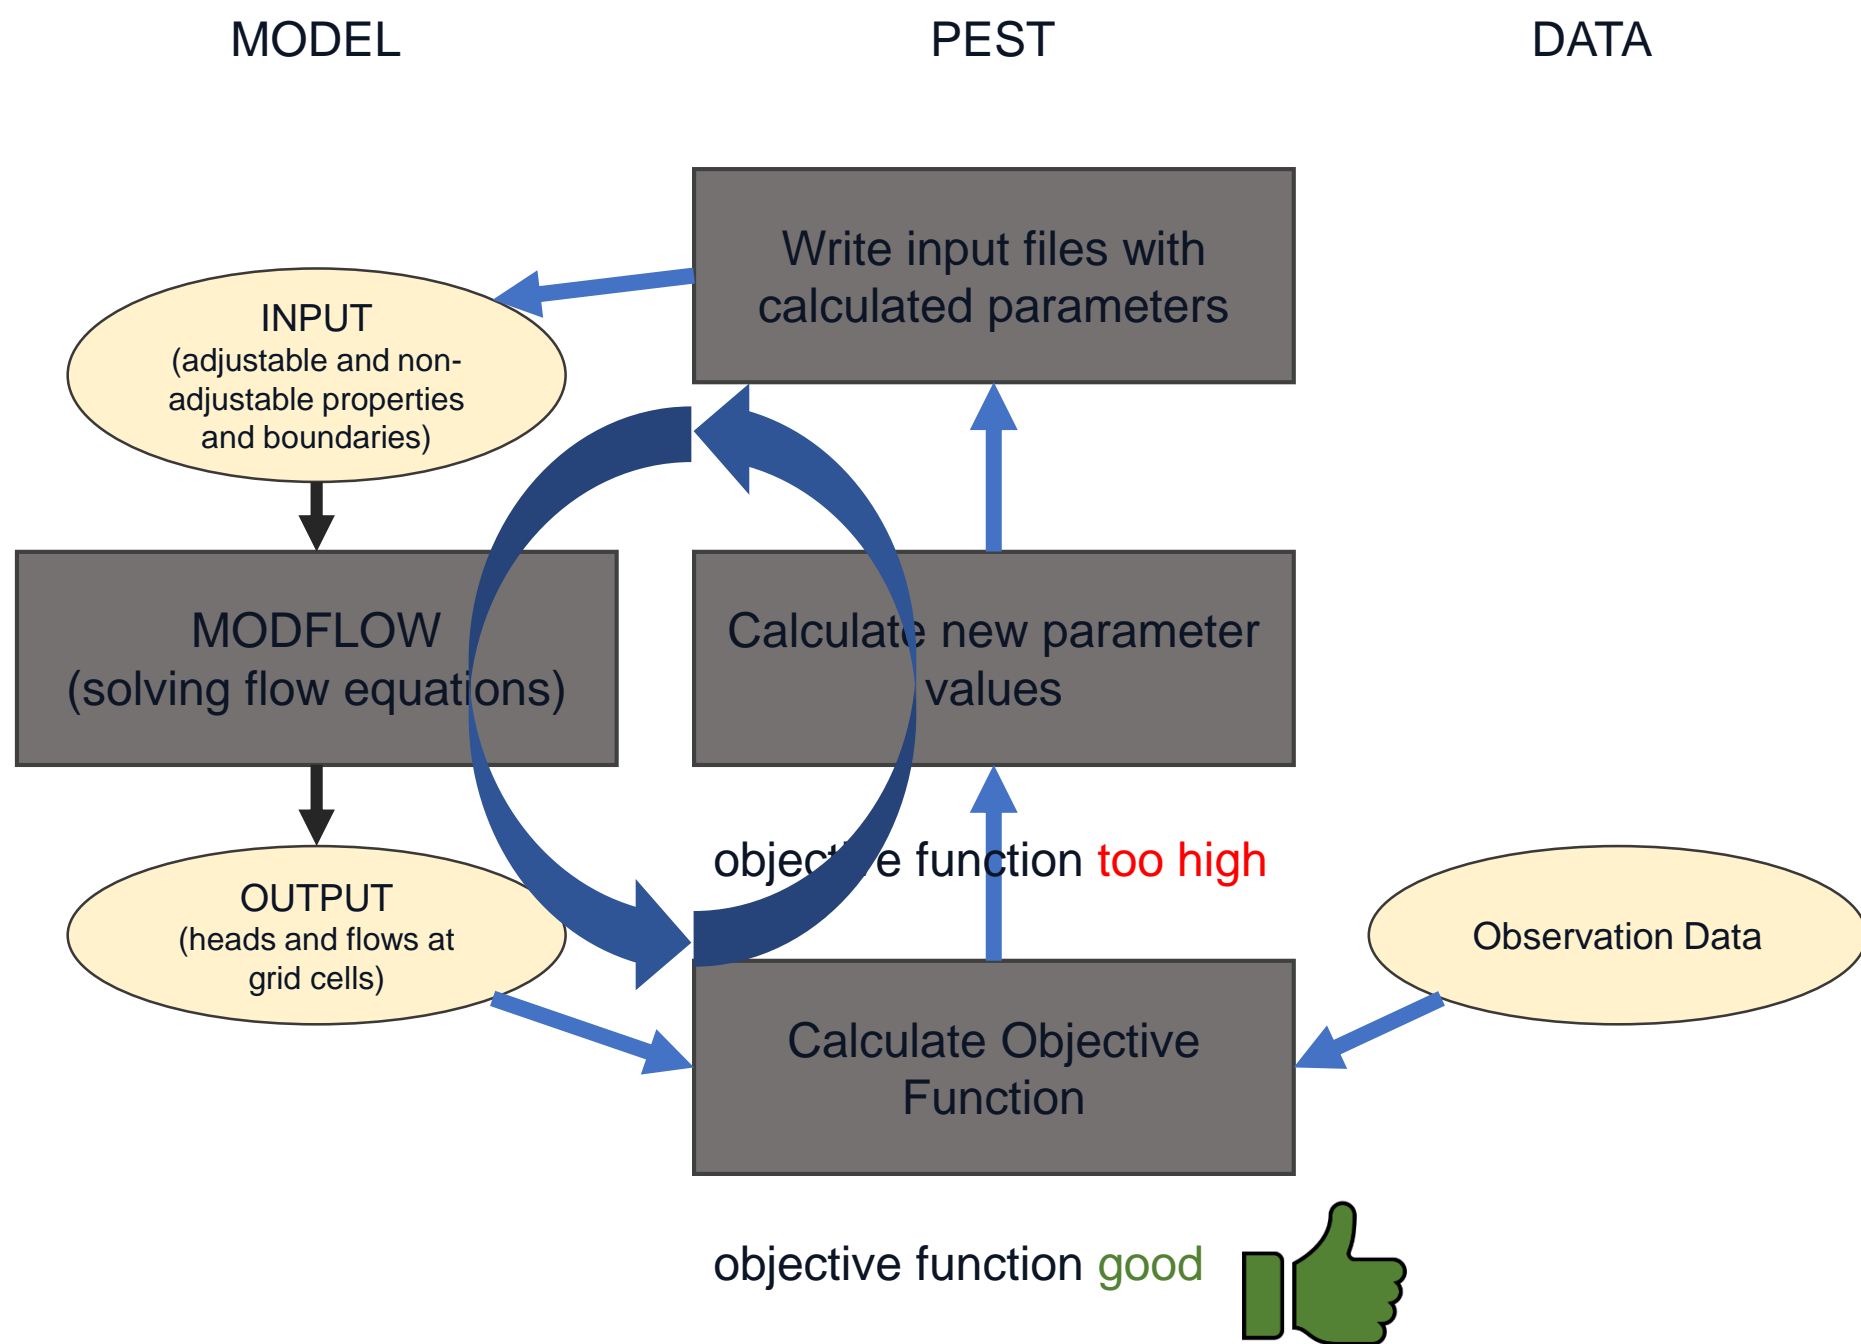 MODEL
PEST
DATA
Write input files with
calculated parameters
INPUT
(adjustable and non-
adjustable properties
and boundaries)
MODFLOW
(solving flow equations)
Calculate new parameter
values
objective function too high
OUTPUT
(heads and flows at
grid cells)
Observation Data
Calculate Objective
Function
objective function good